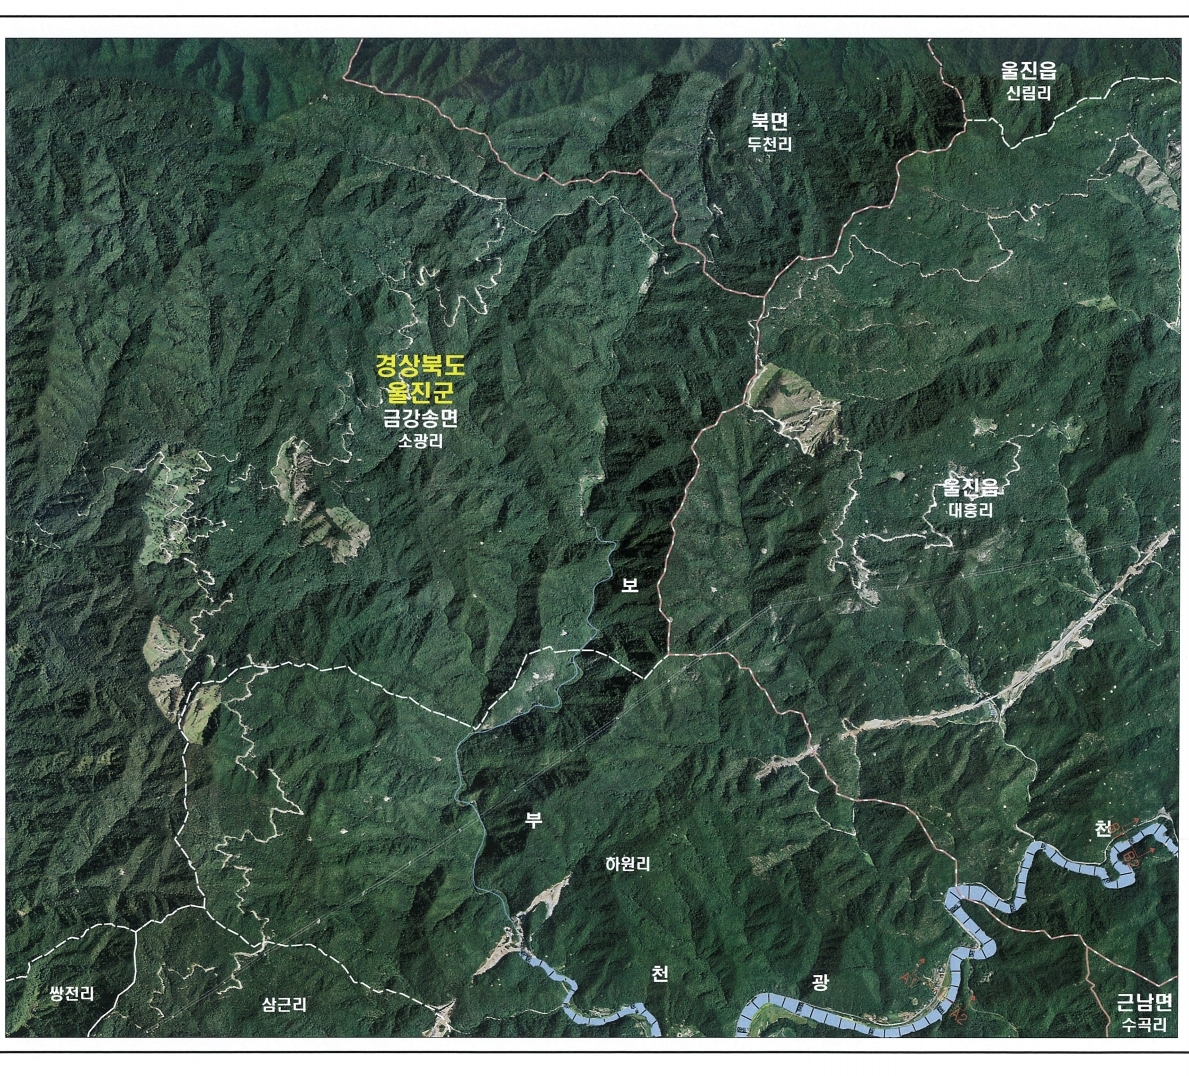 울진읍
신림리
북면
두천리
경상북도
울진군
금강송면
소광리
울진읍
대흥리
보
부
하원리
천
천
광
쌍전리
삼근리
근남면
수곡리